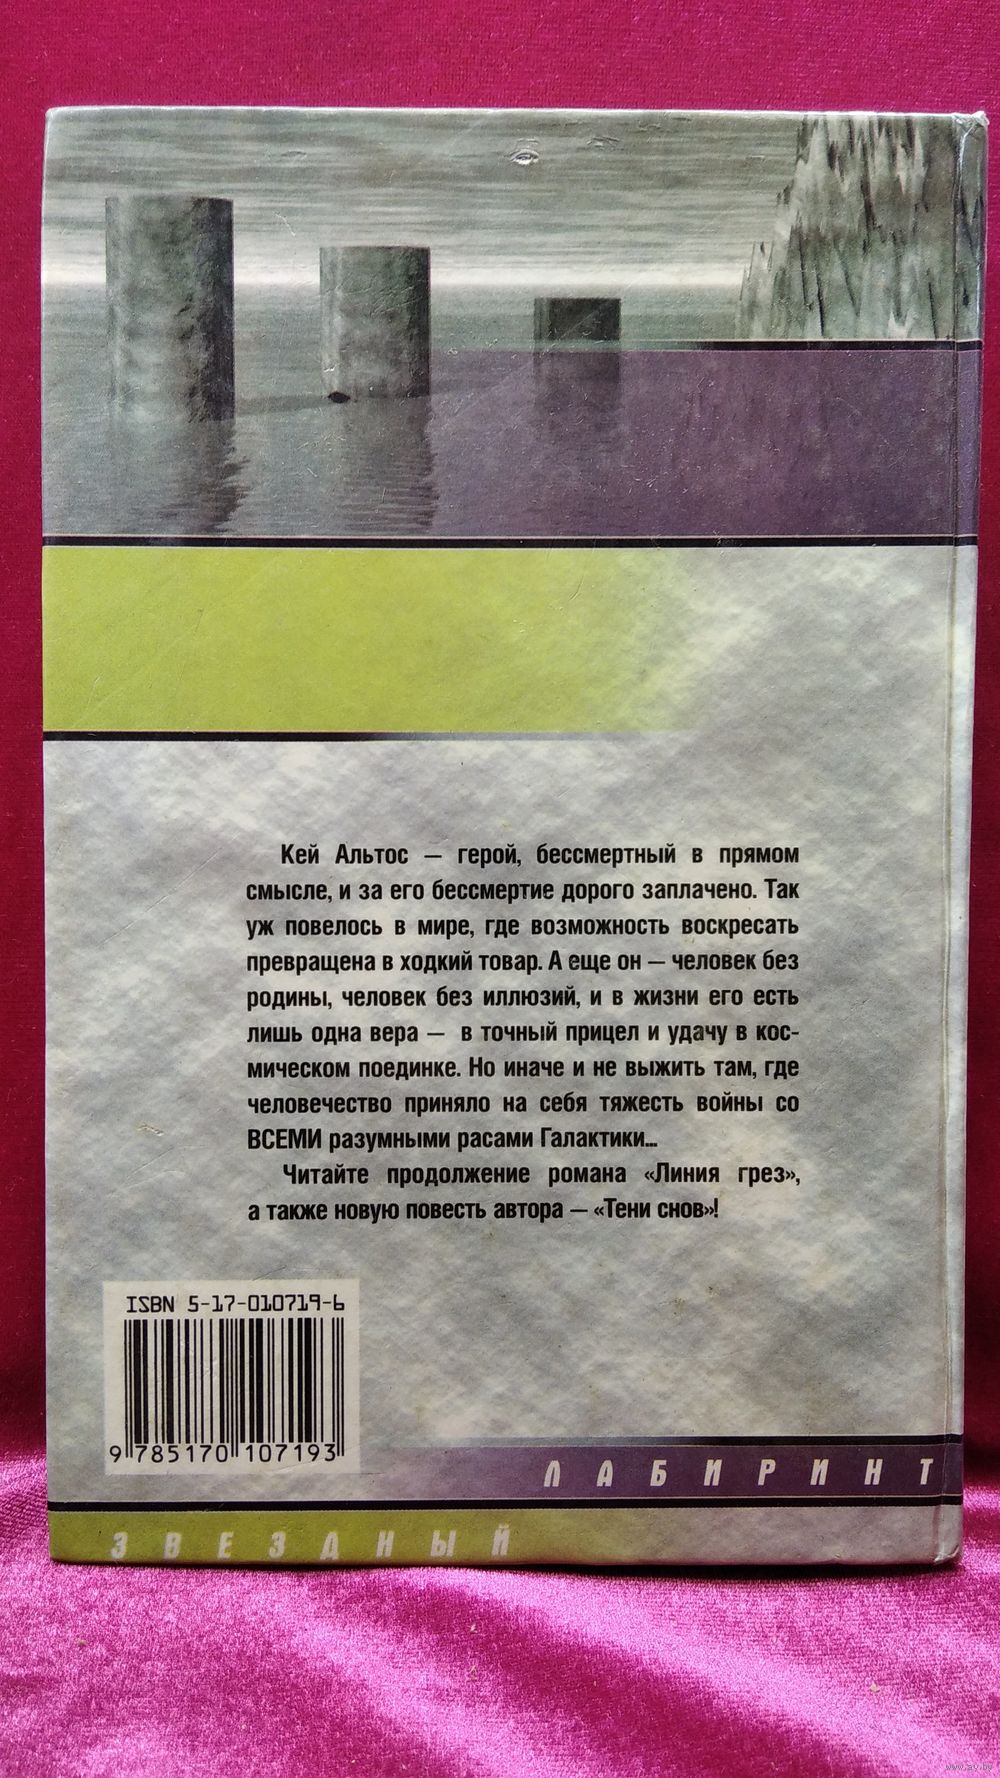 Кей Альтос — герой, бессмертный в прямом
смысле, и за его бессмертие дорого заплачено. Так
уж повелось в мире, где возможность воскресать
превращена в ходкий товар. А еще он — человек без
родины, человек без иллюзий, и в жизни его есть
лишь одна вера — в точный прицел и удачу в кос-
мическом поединке. Но иначе и не выжить там, где
человечество приняло на себя тяжесть войны со
ВСЕМИ разумными расами Галактики...
Читайте продолжение романа «Линия грез»,
а также новую повесть автора — «Тени снов»!
ISBN 5-17-010719-6
9 785170 107193
ЛАБИРИНТ
ЗВЕЗДНЫЙ
www.av.by